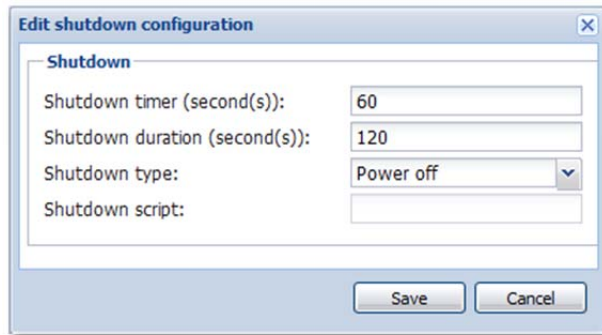 Edit shutdown configuration
Shutdown
Shutdown timer (second(s)): 60
Shutdown duration (second(s)): 120
Shutdown type: Power off
Shutdown script:
Save Cancel